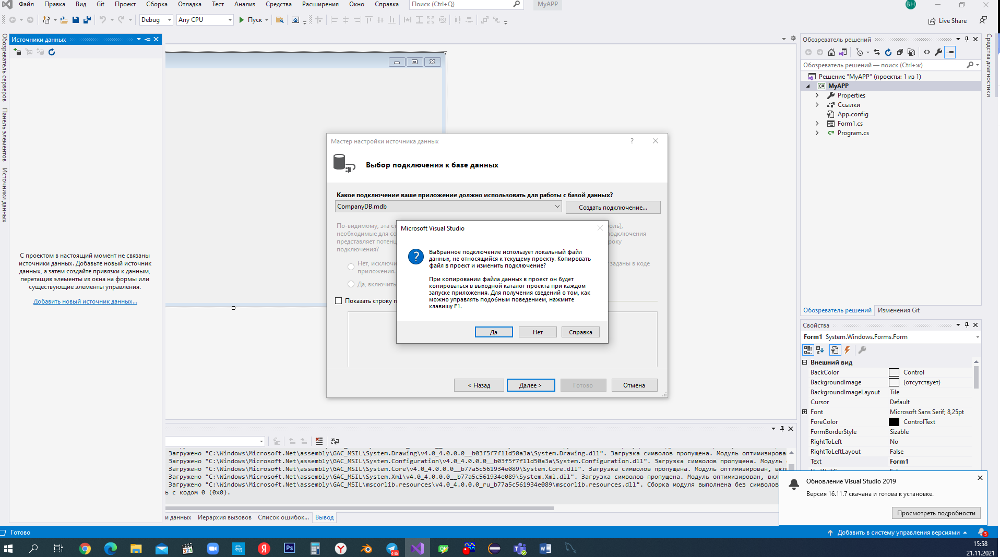 Файл Правка Вид Git Проект Сборка Отладка Тест Анализ Средства Расширения Окно Справка Поиск (Ctrl+Q) MyAPP ВН
Debug Any CPU Пуск Live Share
Обозреватель серверов
Панель элементов
Источники данных
Источники данных
С проектом в настоящий момент не связаны
источники данных. Добавьте новый источник
данных, а затем создайте привязки к данным,
перетащив элементы из окна на формы или
существующие элементы управления.
Добавить новый источник данных...
Мастер настройки источника данных ?
Выбор подключения к базе данных
Какое подключение ваше приложение должно использовать для работы с базой данных?
CompanyDB.mdb Создать подключение...
По-видимому, эта ст оль),
необходимые для со подключения
представляет потенц року
подключения?
Нет, исключи заданы в коде
приложения.
Да, включить
Показать строку п
Microsoft Visual Studio
Выбранное подключение использует локальный файл
данных, не относящийся к текущему проекту. Копировать
файл в проект и изменить подключение?
При копировании файла данных в проект он будет
копироваться в выходной каталог проекта при каждом
запуске приложения. Для получения сведений о том, как
можно управлять подобным поведением, нажмите
клавишу F1.
Да Нет Справка
< Назад Далее > Готово Отмена
Загружено "C:\Windows\Microsoft.Net\assembly\GAC_MSIL\System.Drawing\v4.0_4.0.0.0__b03f5f7f11d50a3a\System.Drawing.dll". Загрузка символов пропущена. Модуль оптимизирова
Загружено "C:\Windows\Microsoft.Net\assembly\GAC_MSIL\System.Configuration\v4.0_4.0.0.0__b03f5f7f11d50a3a\System.Configuration.dll". Загрузка символов пропущена. Модуль
Загружено "C:\Windows\Microsoft.Net\assembly\GAC_MSIL\System.Core\v4.0_4.0.0.0__b77a5c561934e089\System.Core.dll". Загрузка символов пропущена. Модуль оптимизирован, вкл
Загружено "C:\Windows\Microsoft.Net\assembly\GAC_MSIL\System.Xml\v4.0_4.0.0.0__b77a5c561934e089\System.Xml.dll". Загрузка символов пропущена. Модуль оптимизирован, вкл
Загружено "C:\Windows\Microsoft.Net\assembly\GAC_MSIL\mscorlib.resources\v4.0_4.0.0.0_ru_b77a5c561934e089\mscorlib.resources.dll". Сборка модуля выполнена без символов
ь с кодом 0 (0x0).
и данных Иерархия вызовов Список ошибок... Вывод
Обозреватель решений
Обозреватель решений — поиск (Ctrl+ж)
Решение "MyAPP" (проекты: 1 из 1)
C# MyAPP
Properties
Ссылки
App.config
Form1.cs
C# Program.cs
Обозреватель решений Изменения Git
Средства диагностики
Свойства
Form1 System.Windows.Forms.Form
Внешний вид
BackColor Control
BackgroundImage (отсутствует)
BackgroundImageLayout Tile
Cursor Default
Font Microsoft Sans Serif; 8,25pt
ForeColor ControlText
FormBorderStyle Sizable
RightToLeft No
RightToLeftLayout False
Text Form1
Обновление Visual Studio 2019
Версия 16.11.7 скачана и готова к установке.
Просмотреть подробности
Готово Добавить в систему управления версиями 3
321 Я Ps Y 448 W
15:58
21.11.2021